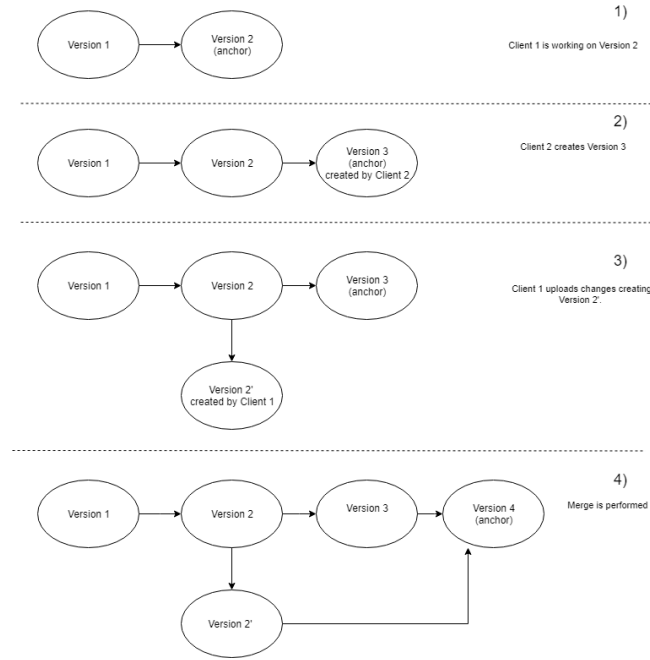 1)
Version 1
Version 2
(anchor)
Client 1 is working on Version 2
2)
Version 1
Version 2
Version 3
(anchor)
created by Client 2
Client 2 creates Version 3
3)
Version 1
Version 2
Version 3
(anchor)
Client 1 uploads changes creating
Version 2'.
Version 2'
created by Client 1
4)
Version 1
Version 2
Version 3
Version 4
(anchor)
Merge is performed
Version 2'